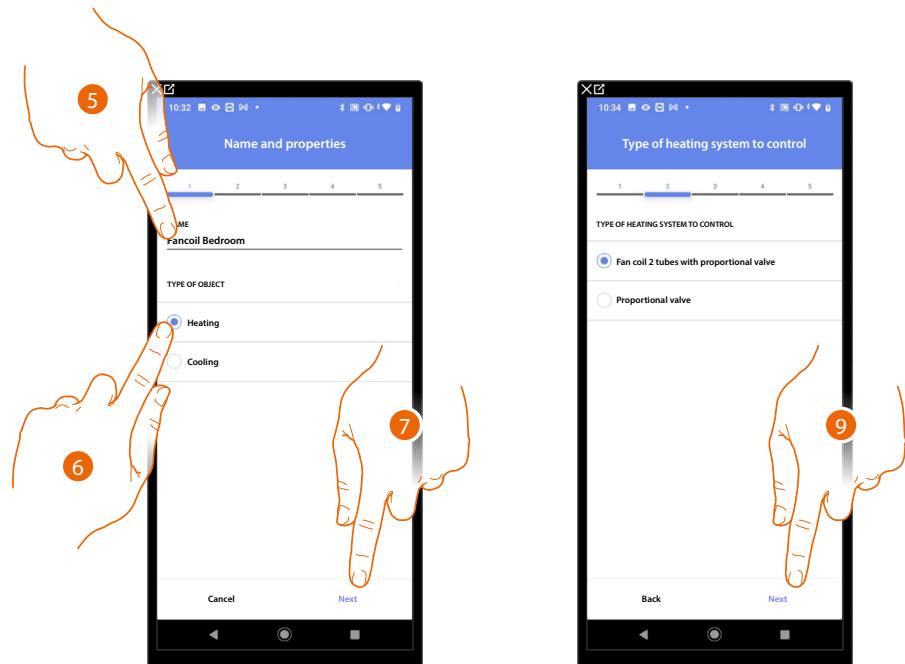 5
10:32
Name and properties
1 2 3 4 5
ME
Fancoil Bedroom
TYPE OF OBJECT
Heating
Cooling
6
7
Cancel Next
10:34
Type of heating system to control
1 2 3 4 5
TYPE OF HEATING SYSTEM TO CONTROL
Fan coil 2 tubes with proportional valve
Proportional valve
9
Back Next